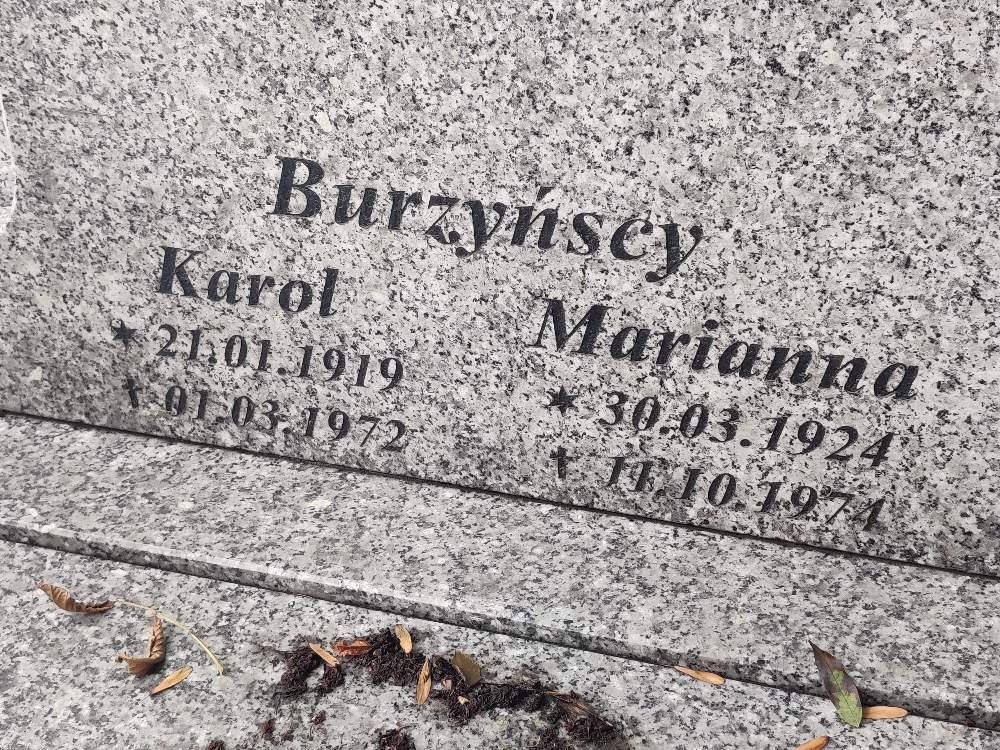 Burzyńscy
Karol
* 21.01.1919
† 01.03.1972
Marianna
* 30.03.1924
† 11.10.1974